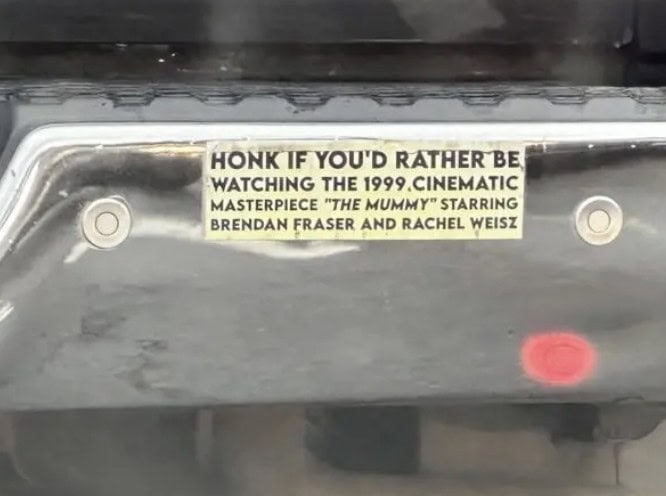 HONK IF YOU'D RATHER BE
WATCHING THE 1999 CINEMATIC
MASTERPIECE "THE MUMMY" STARRING
BRENDAN FRASER AND RACHEL WEISZ